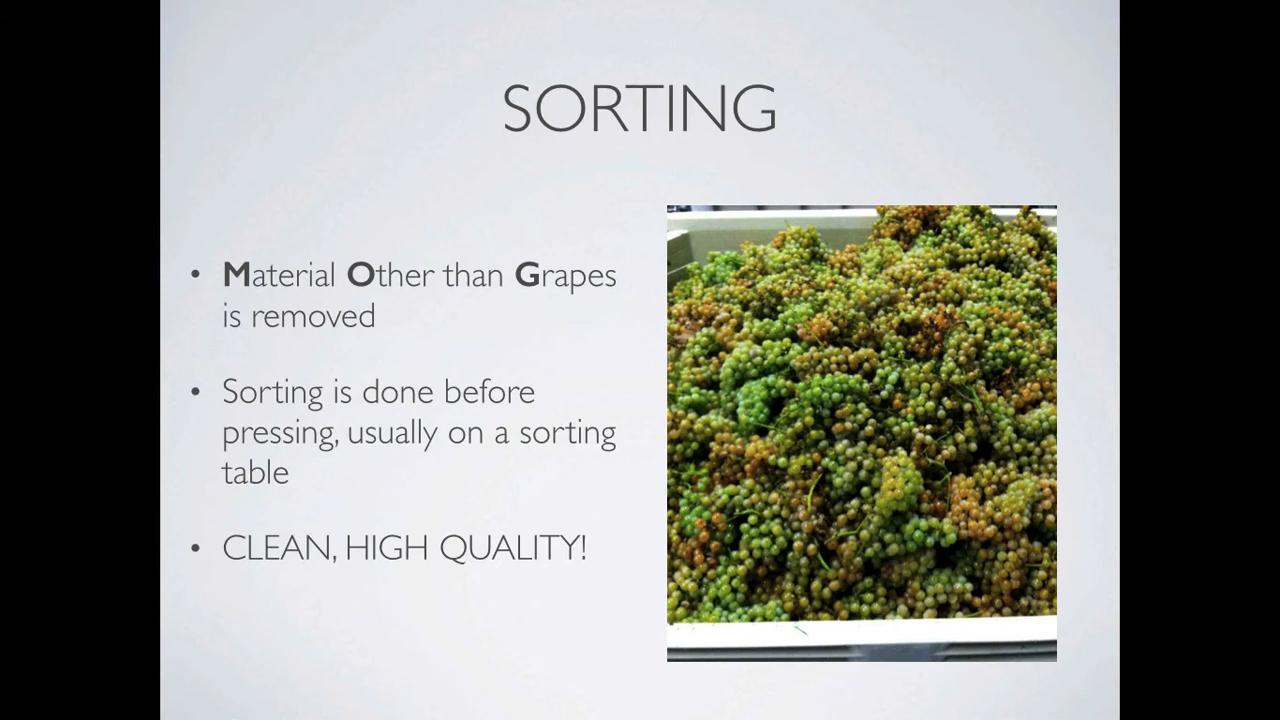 SORTING
• Material Other than Grapes
is removed
• Sorting is done before
pressing, usually on a sorting
table
• CLEAN, HIGH QUALITY!